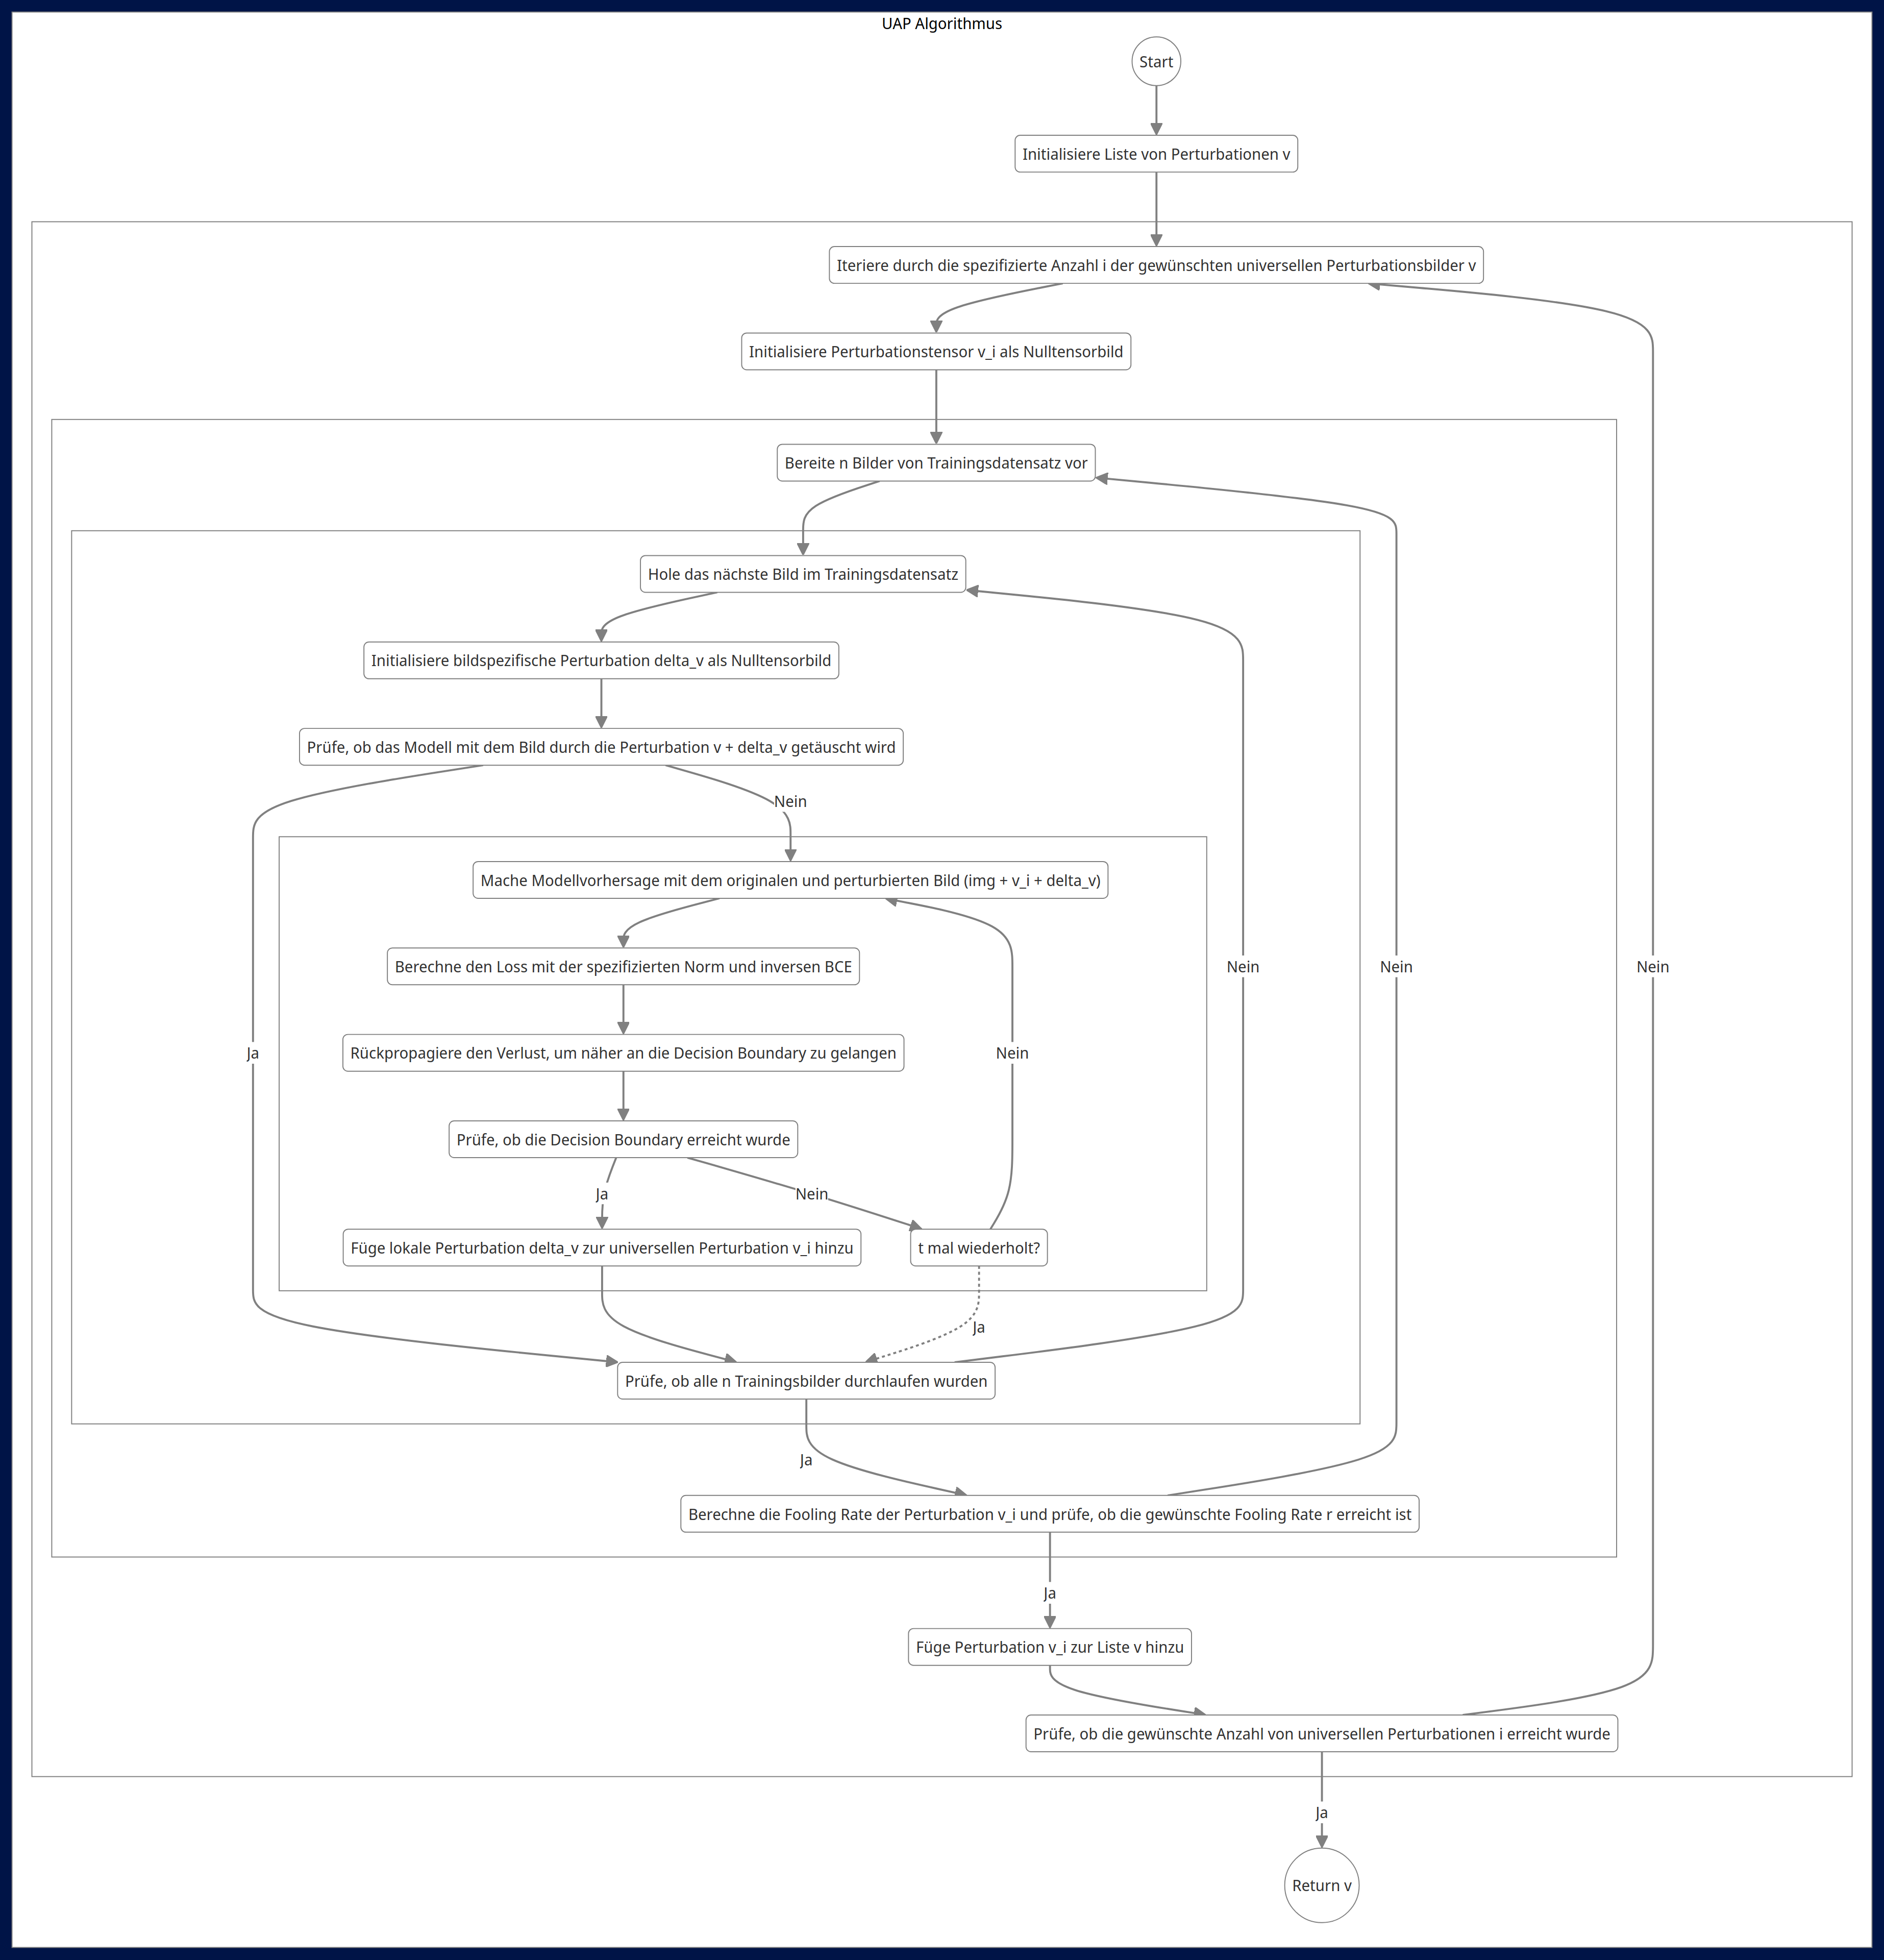 UAP Algorithmus
Start
Initialisiere Liste von Perturbationen v
Iteriere durch die spezifizierte Anzahl i der gewünschten universellen Perturbationsbilder v
Initialisiere Perturbationstensor v_i als Nulltensorbild
Bereite n Bilder von Trainingsdatensatz vor
Hole das nächste Bild im Trainingsdatensatz
Initialisiere bildspezifische Perturbation delta_v als Nulltensorbild
Prüfe, ob das Modell mit dem Bild durch die Perturbation v + delta_v getäuscht wird
Nein
Mache Modellvorhersage mit dem originalen und perturbierten Bild (img + v_i + delta_v)
Berechne den Loss mit der spezifizierten Norm und inversen BCE
Nein
Nein
Nein
Ja
Rückpropagiere den Verlust, um näher an die Decision Boundary zu gelangen
Nein
Prüfe, ob die Decision Boundary erreicht wurde
Ja
Nein
Füge lokale Perturbation delta_v zur universellen Perturbation v_i hinzu
t mal wiederholt?
Ja
Prüfe, ob alle n Trainingsbilder durchlaufen wurden
Ja
Berechne die Fooling Rate der Perturbation v_i und prüfe, ob die gewünschte Fooling Rate r erreicht ist
Ja
Füge Perturbation v_i zur Liste v hinzu
Prüfe, ob die gewünschte Anzahl von universellen Perturbationen i erreicht wurde
Ja
Return v